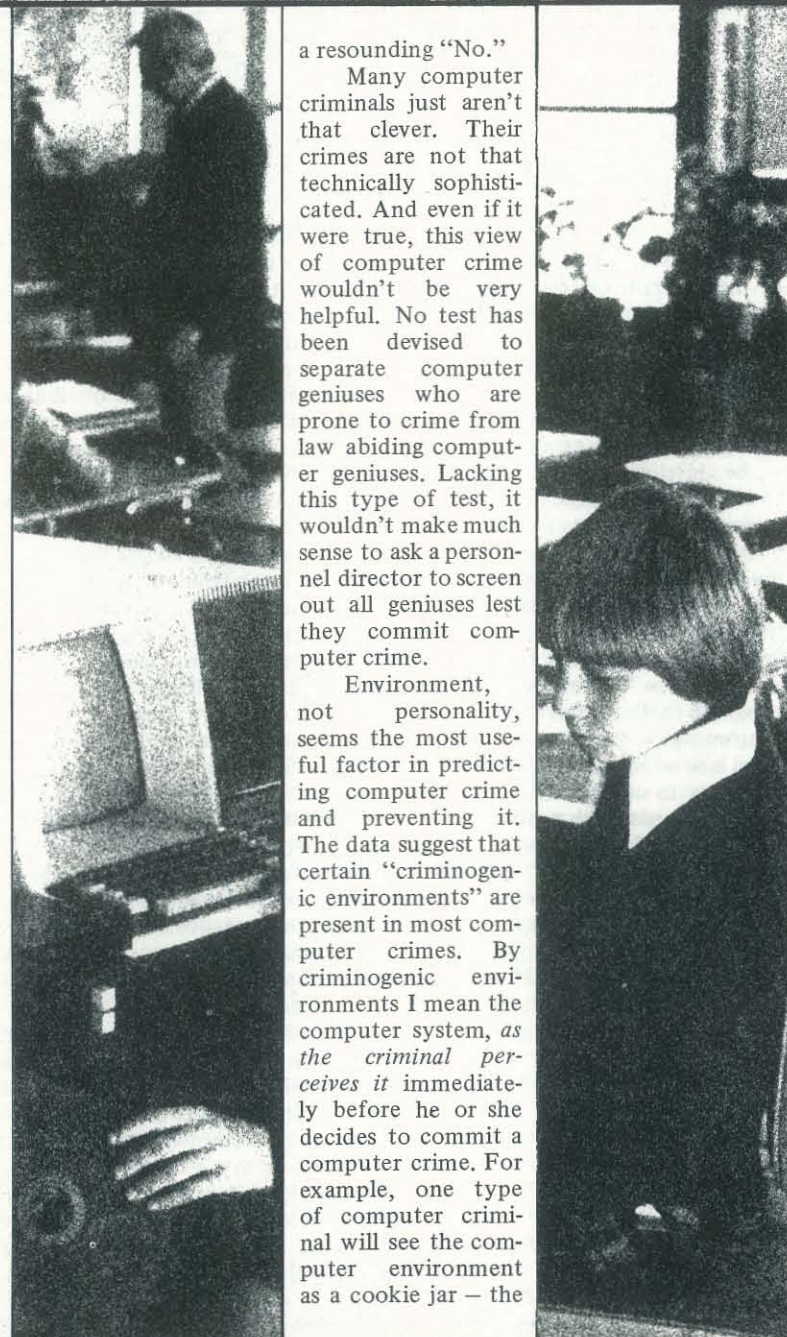 a resounding “No.”
Many computer
criminals just aren't
that clever. Their
crimes are not that
technically sophisti-
cated. And even if it
were true, this view
of computer crime
wouldn't be very
helpful. No test has
been devised to
separate computer
geniuses who are
prone to crime from
law abiding comput-
er geniuses. Lacking
this type of test, it
wouldn't make much
sense to ask a person-
nel director to screen
out all geniuses lest
they commit com-
puter crime.
Environment,
not personality,
seems the most use-
ful factor in predict-
ing computer crime
and preventing it.
The data suggest that
certain “criminogen-
ic environments” are
present in most com-
puter crimes. By
criminogenic envi-
ronments I mean the
computer system, as
the criminal per-
ceives it immediate-
ly before he or she
decides to commit a
computer crime. For
example, one type
of computer crimi-
nal will see the com-
puter environment
as a cookie jar — the